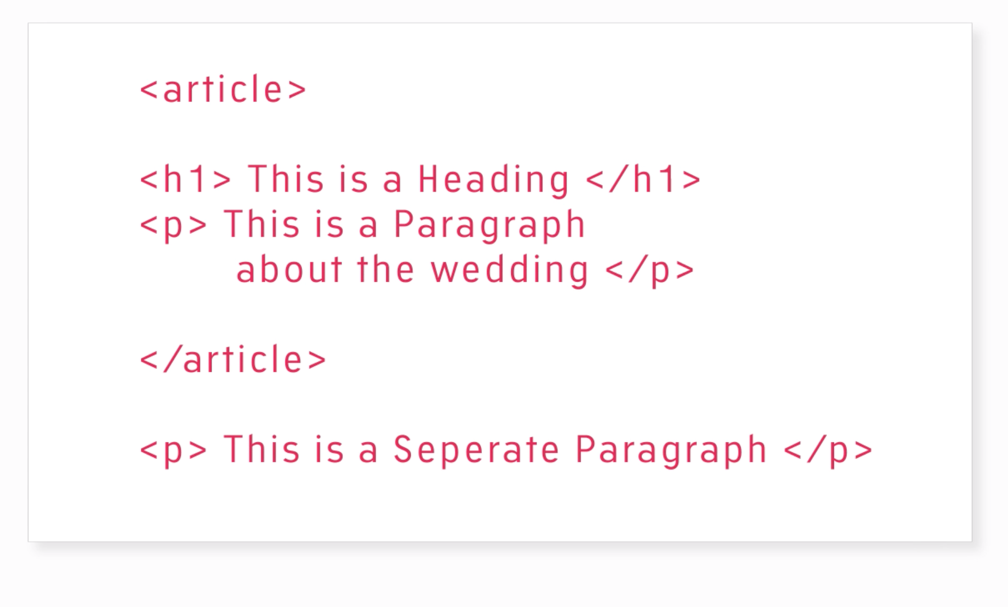 <article>
<h1> This is a Heading </h1>
<p> This is a Paragraph
about the wedding </p>
</article>
<p> This is a Seperate Paragraph </p>